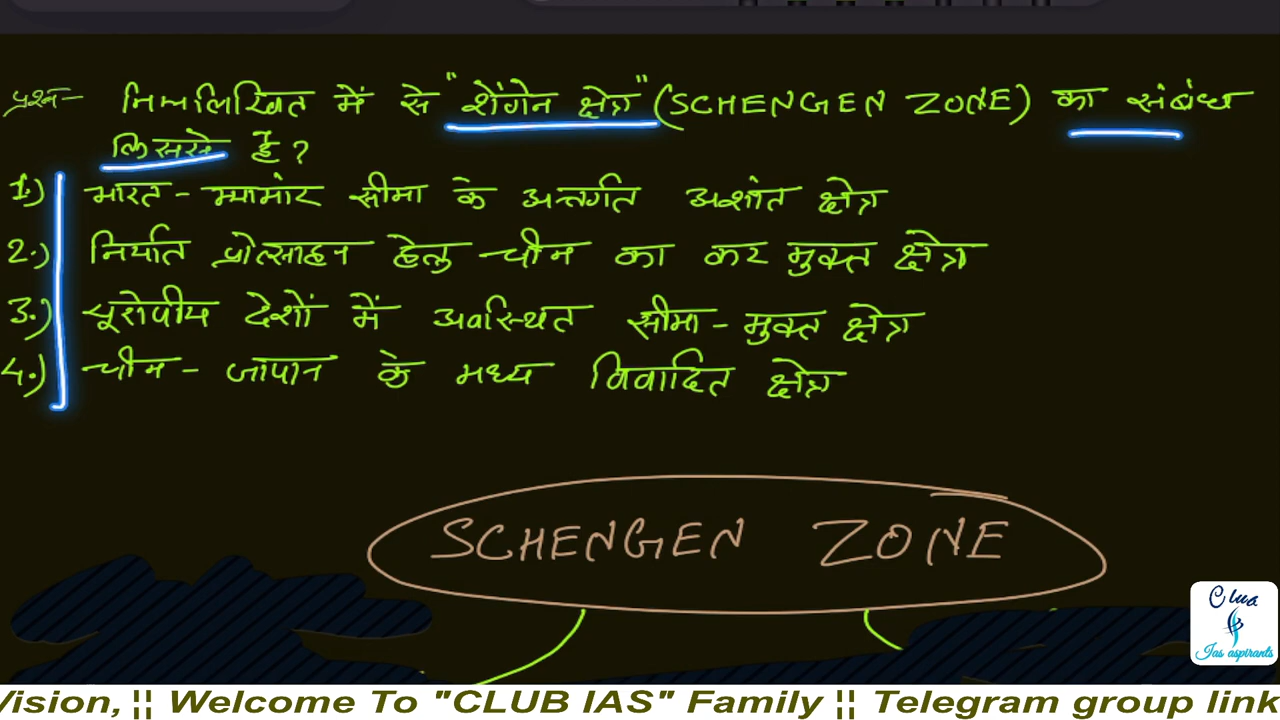 प्रश्न- निम्नलिखित में से "शेंगेन क्षेत्र" (SCHENGEN ZONE) का संबंध
किससे है?
1.) भारत - म्यामांर सीमा के अन्तर्गत अशांत क्षेत्र
2.) निर्यात प्रोत्साहन हेतु चीन का कर मुक्त क्षेत्र
3.) यूरोपीय देशों में अवस्थित सीमा - मुक्त क्षेत्र
4.) चीन - जापान के मध्य विवादित क्षेत्र
SCHENGEN ZONE
Club
Ias aspirants
Vision, ¦¦ Welcome To "CLUB IAS" Family ¦¦ Telegram group link